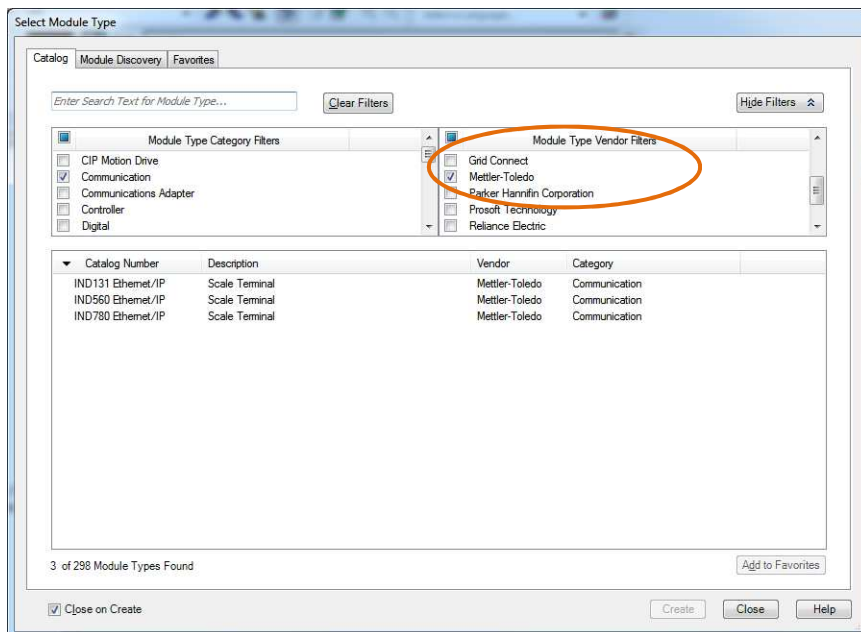 Select Module Type
Catalog Module Discovery Favorites
Enter Search Text for Module Type... Clear Filters Hide Filters
Module Type Category Filters Module Type Vendor Filters
CIP Motion Drive Grid Connect
Communication Mettler-Toledo
Communications Adapter Parker Hannifin Corporation
Controller Prosoft Technology
Digital Reliance Electric
Catalog Number Description Vendor Category
IND131 Ethernet/IP Scale Terminal Mettler-Toledo Communication
IND560 Ethernet/IP Scale Terminal Mettler-Toledo Communication
IND780 Ethernet/IP Scale Terminal Mettler-Toledo Communication
3 of 298 Module Types Found Add to Favorites
Close on Create Create Close Help